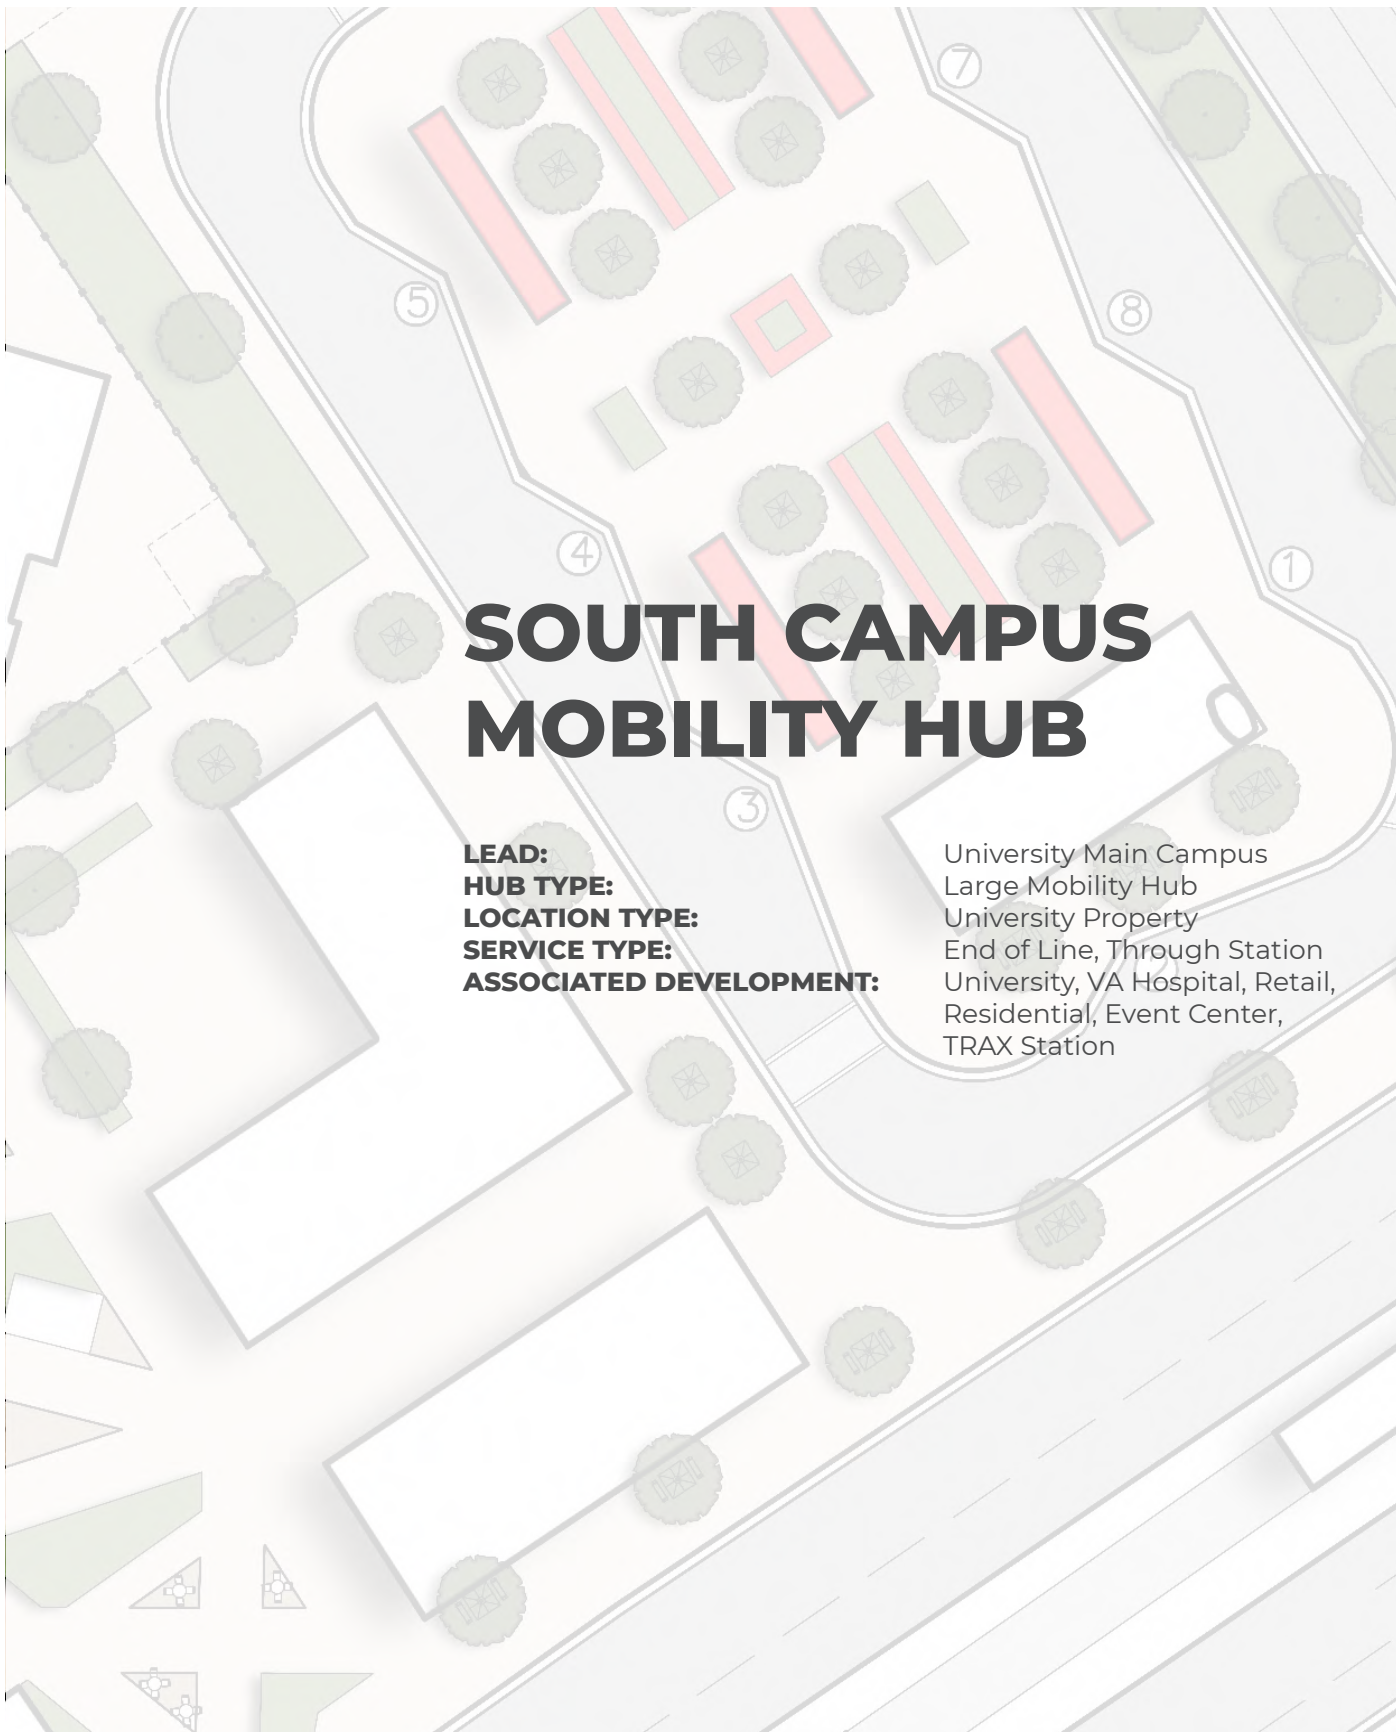 7
5
8
4
1
SOUTH CAMPUS
MOBILITY HUB
3
LEAD: University Main Campus
HUB TYPE: Large Mobility Hub
LOCATION TYPE: University Property
SERVICE TYPE: End of Line, Through Station
ASSOCIATED DEVELOPMENT: University, VA Hospital, Retail,
Residential, Event Center,
TRAX Station